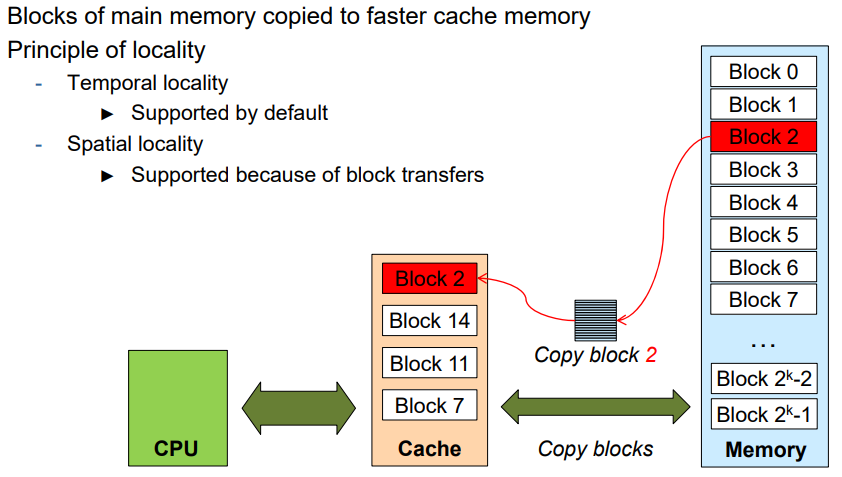 Blocks of main memory copied to faster cache memory
Principle of locality
- Temporal locality
► Supported by default
- Spatial locality
► Supported because of block transfers
Block 0
Block 1
Block 2
Block 3
Block 4
Block 5
Block 6
Block 7
...
Block 2ᵏ-2
Block 2ᵏ-1
Memory
Block 2
Block 14
Block 11
Block 7
Cache
Copy block 2
Copy blocks
CPU